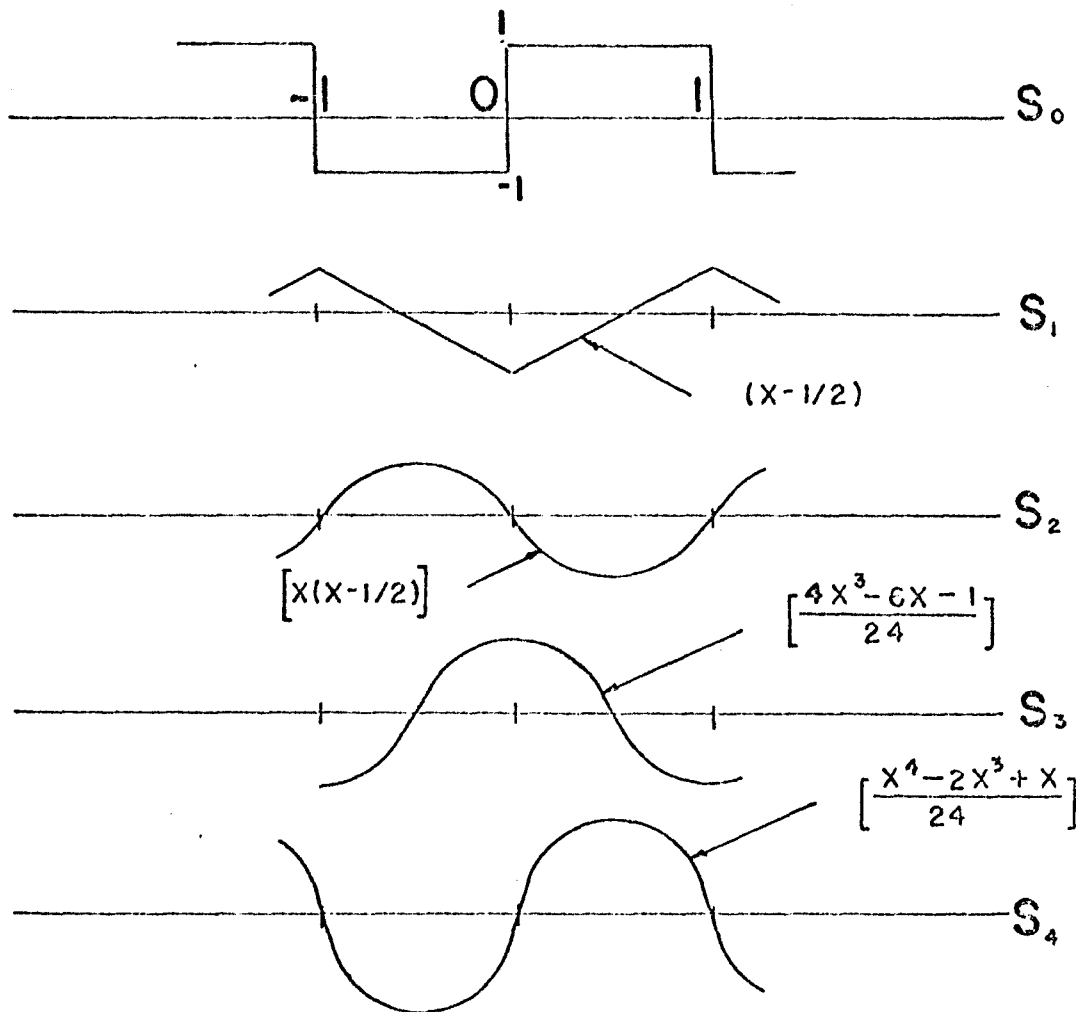 1
-1 0 1 S₀
-1
S₁
(X-1/2)
S₂
[X(X-1/2)]
[4X³-6X-1 / 24]
S₃
[X⁴-2X³+X / 24]
S₄